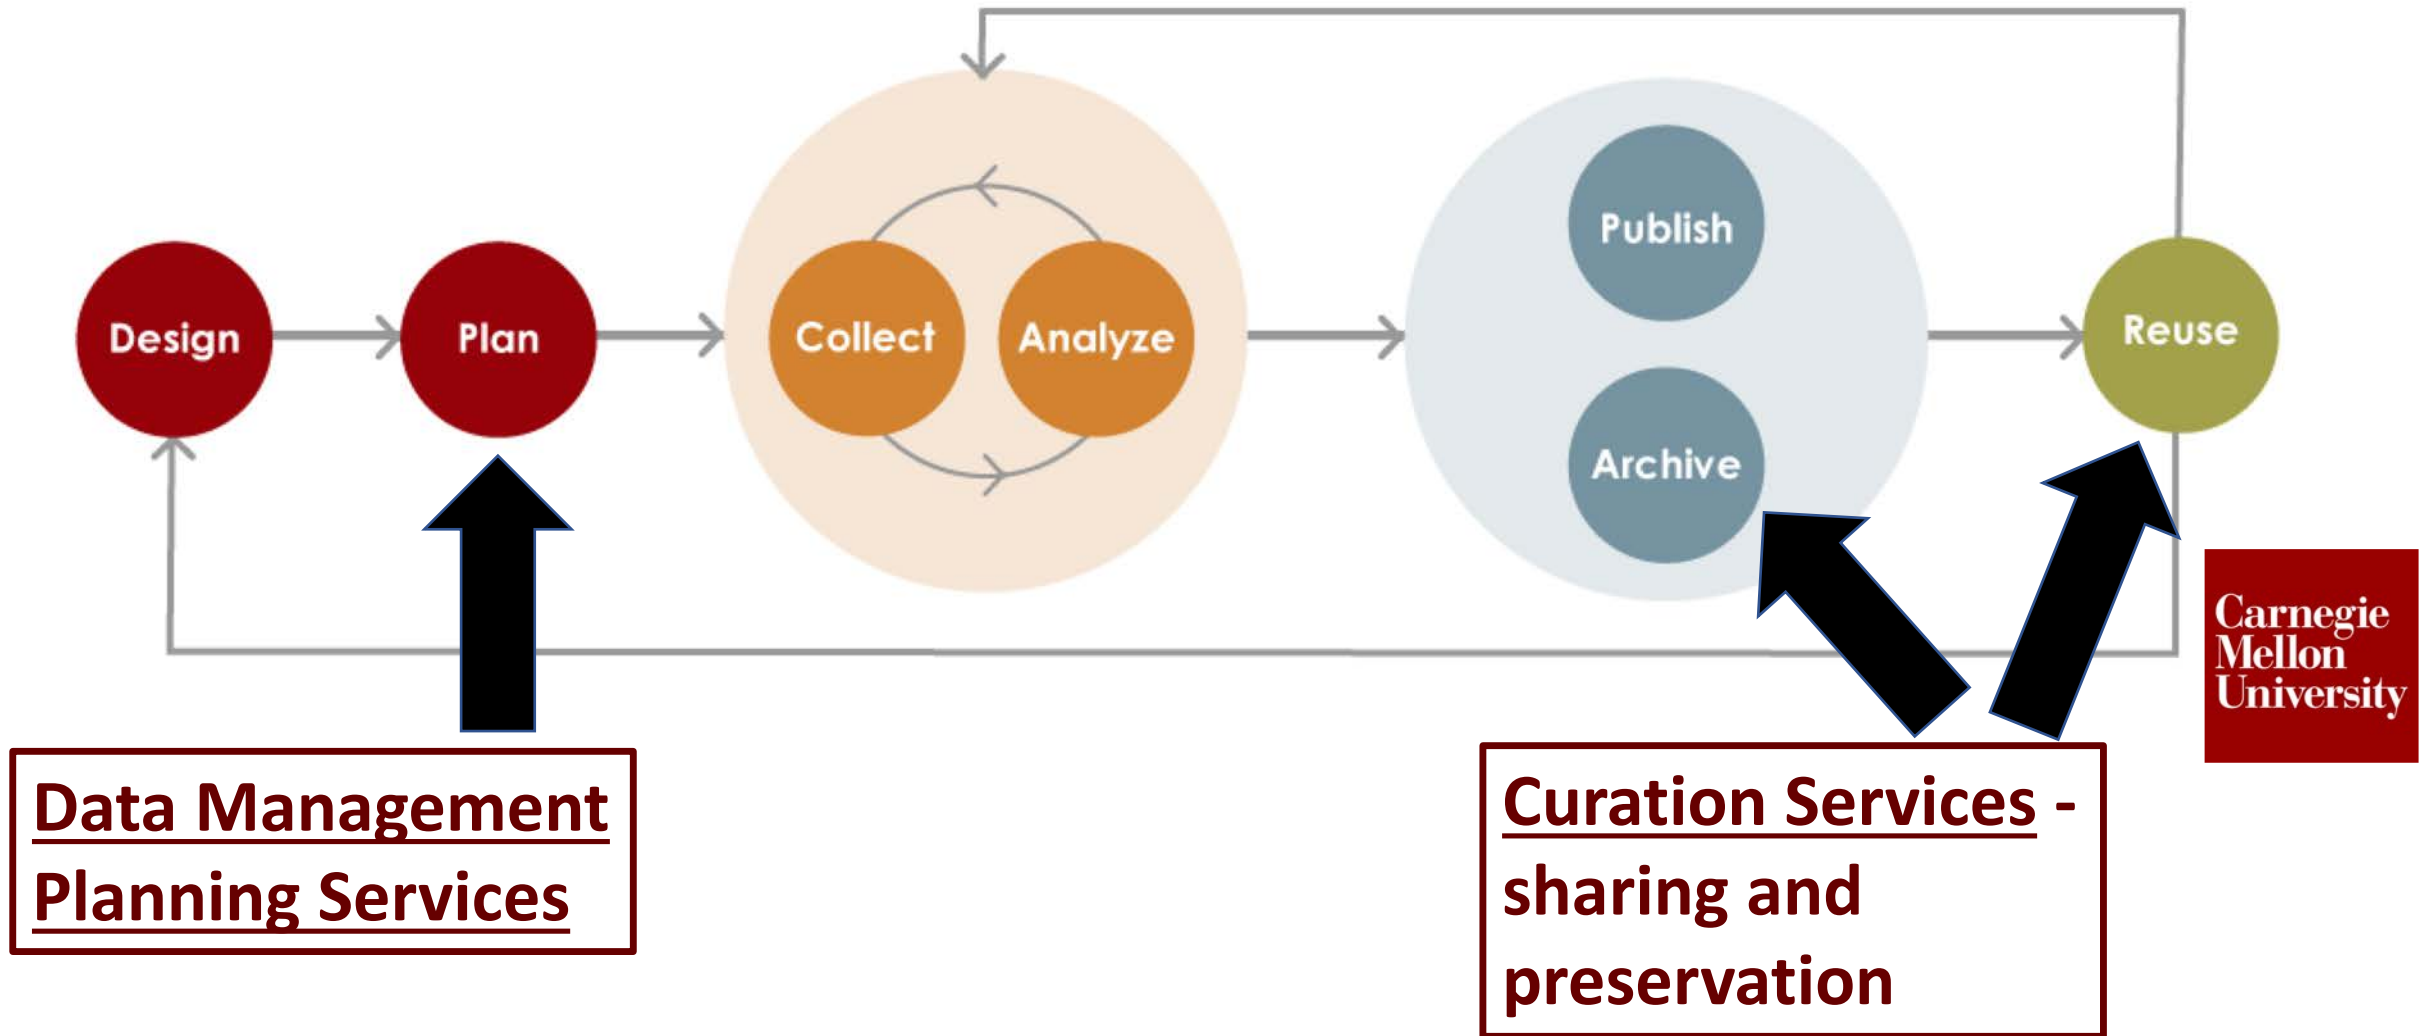 Design
Plan
Collect
Analyze
Publish
Archive
Reuse
Carnegie
Mellon
University
Data Management
Planning Services
Curation Services -
sharing and
preservation